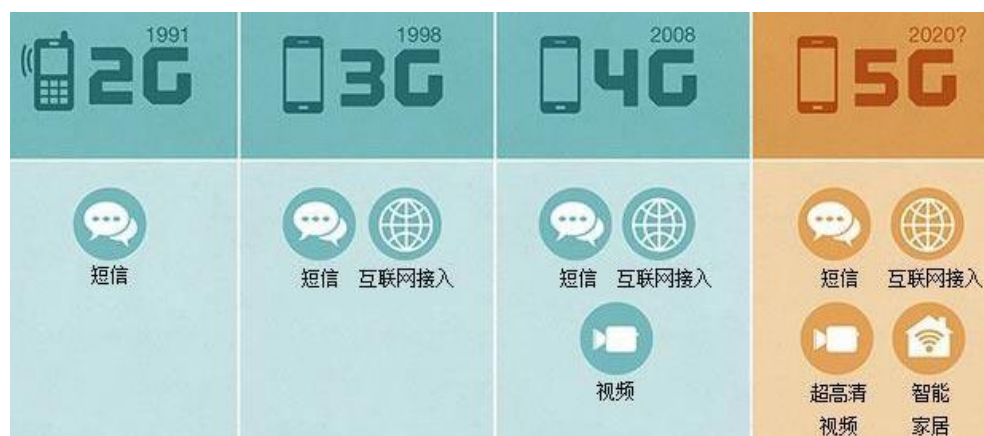 1991
2G
1998
3G
2008
4G
2020?
5G
短信
短信 互联网接入
短信 互联网接入
视频
短信 互联网接入
超高清
视频
智能
家居